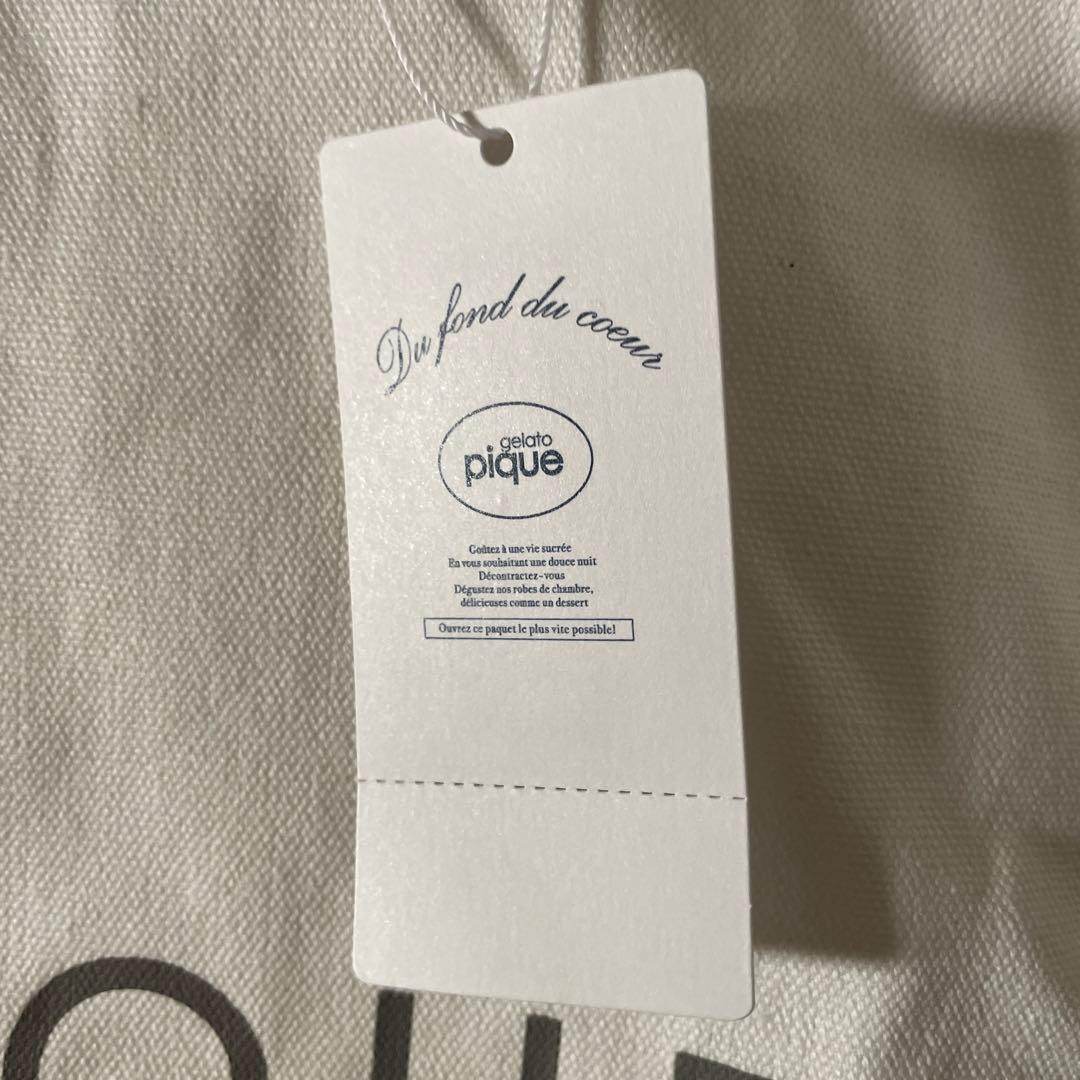 Du fond du coeur
gelato
pique
Goûtez à une vie sucrée
En vous souhaitant une douce nuit
Décontractez-vous
Dégustez nos robes de chambre,
délicieuses comme un dessert
Ouvrez ce paquet le plus vite possible!